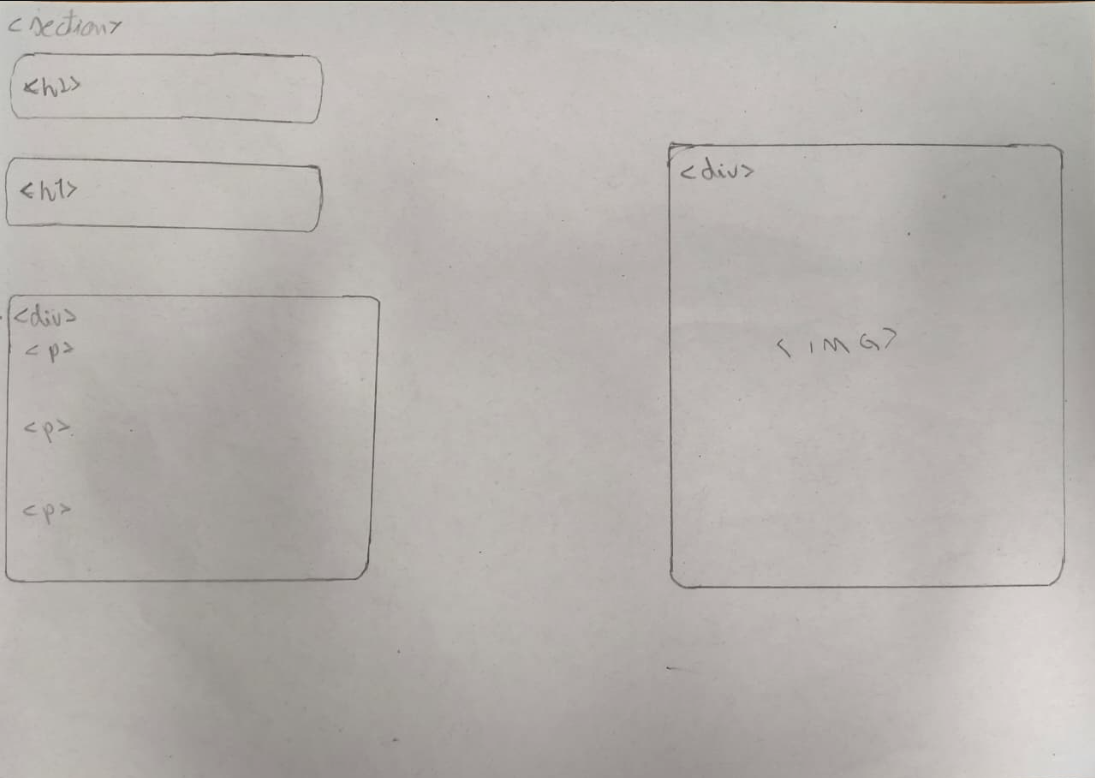 <section>
<h2>
<h1>
<div>
<p>
<p>
<p>
<div>
<IMG>